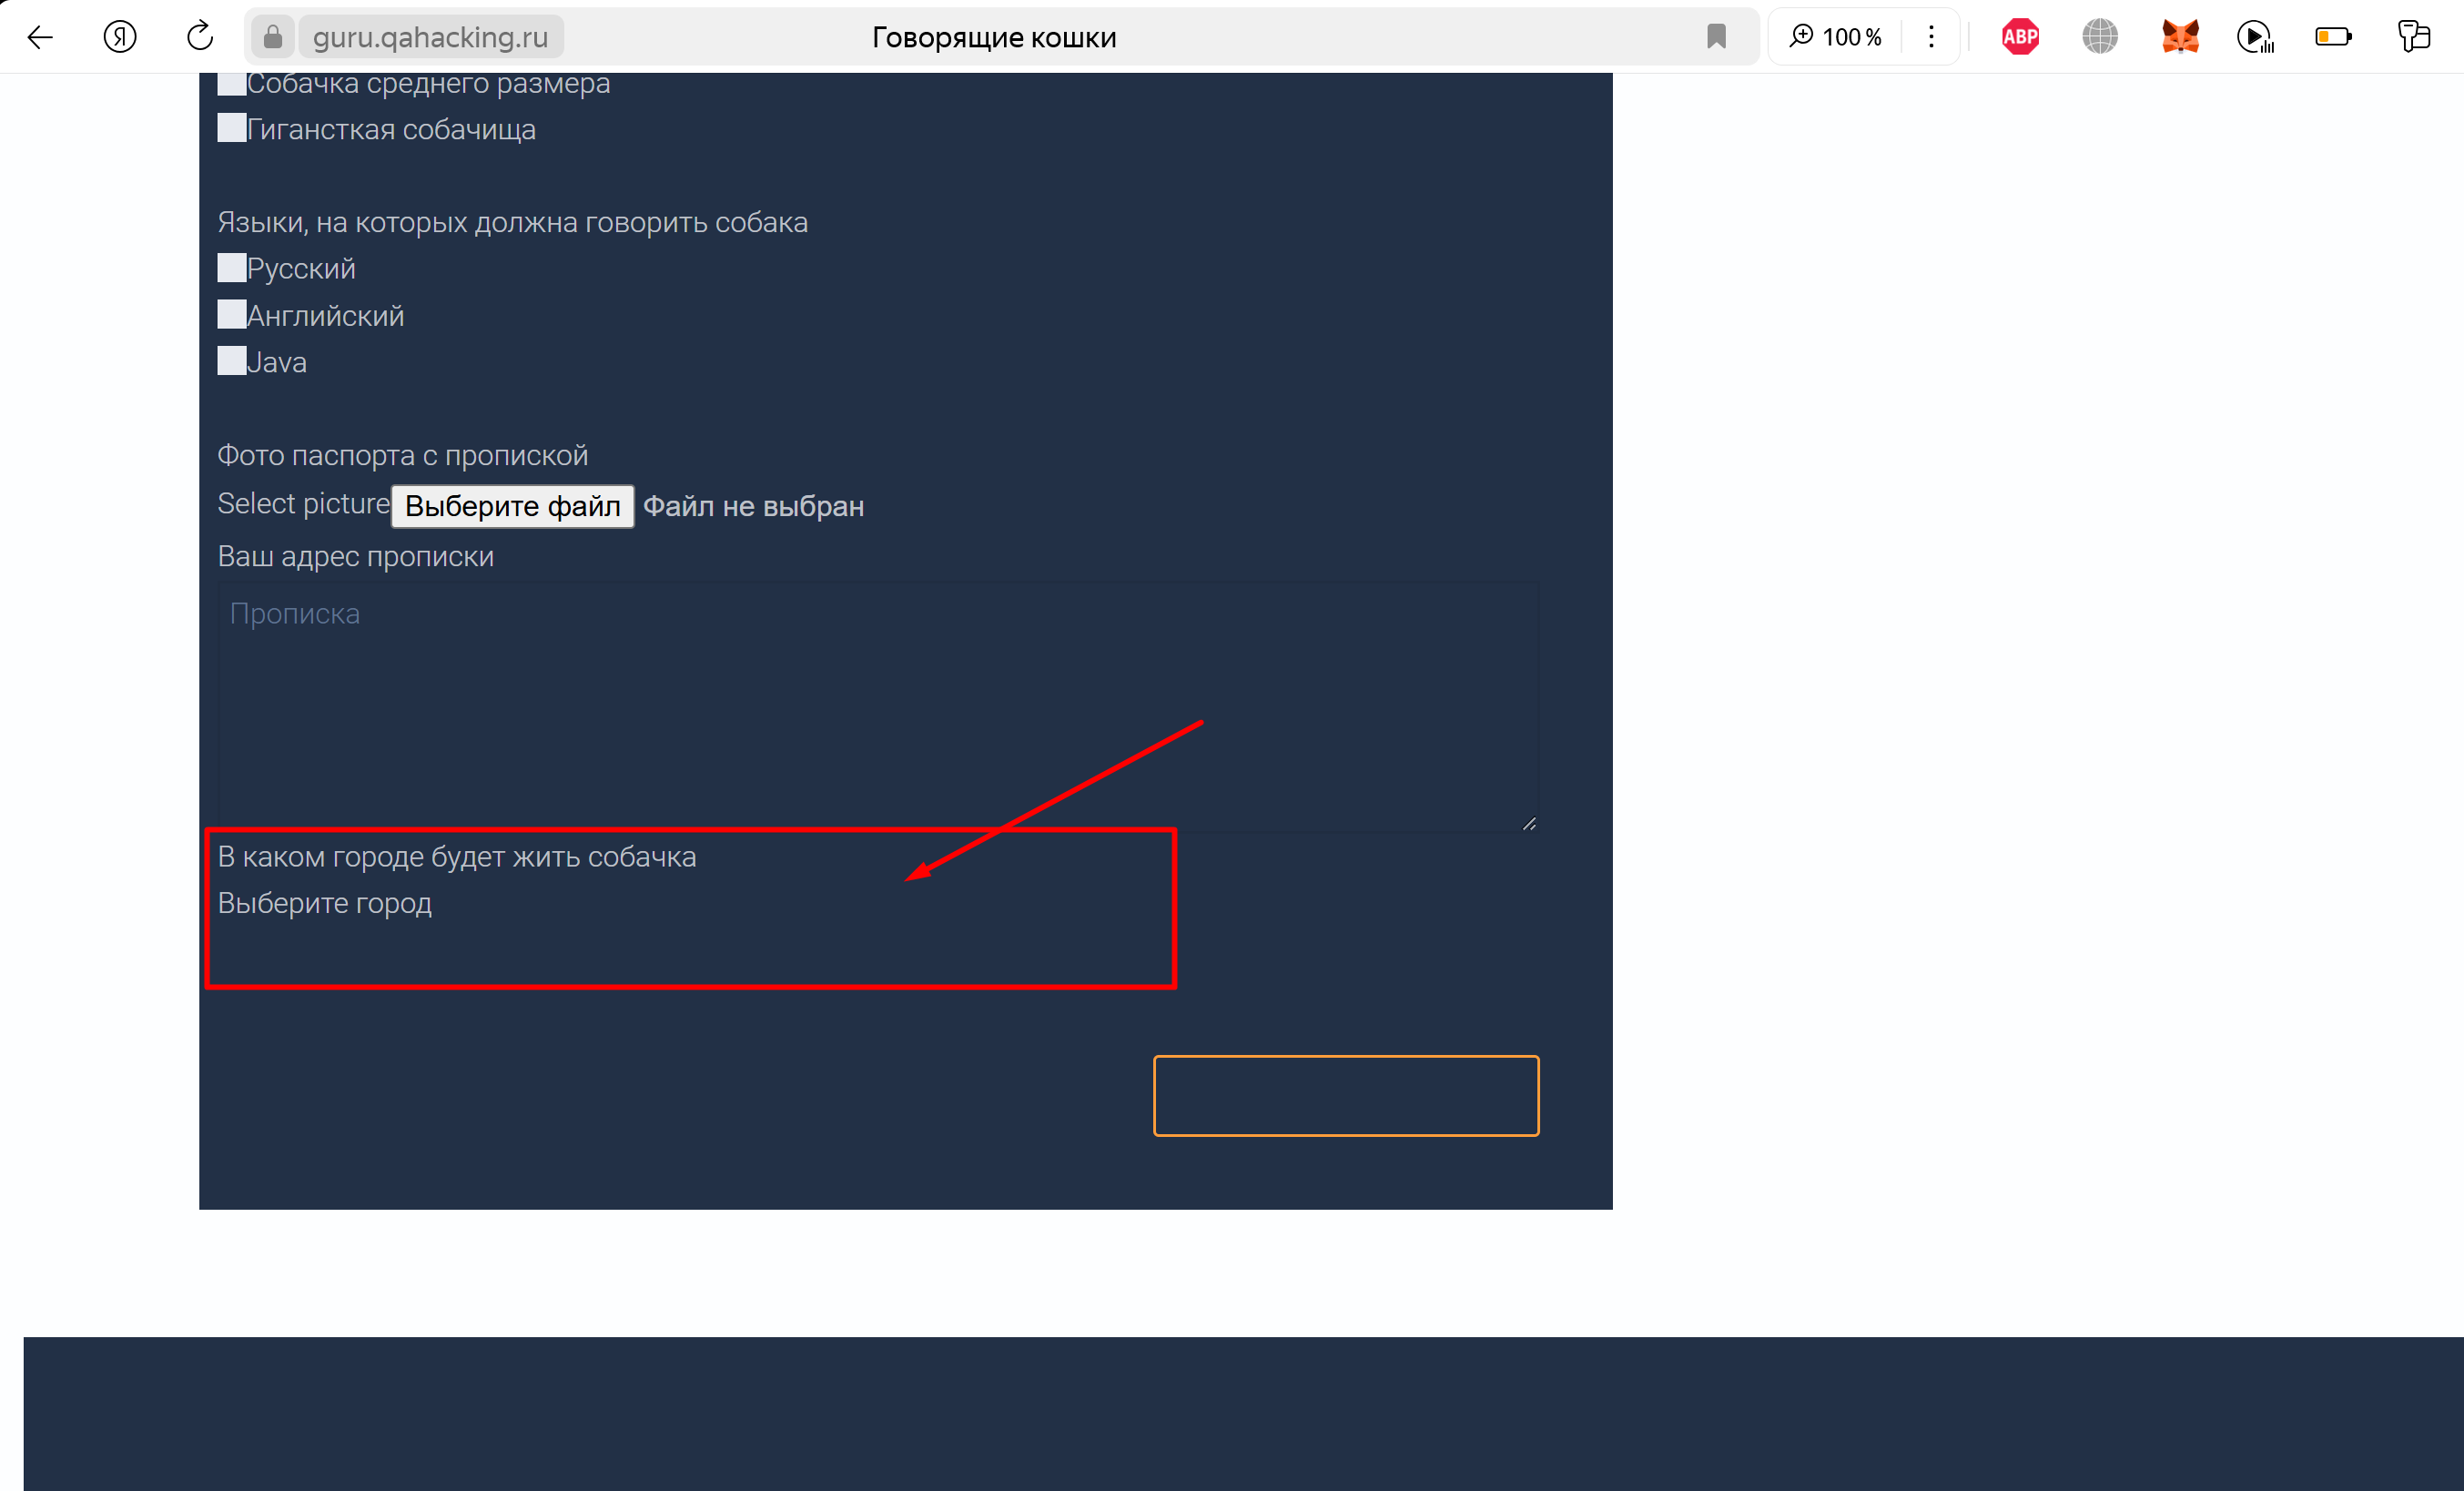 Я
guru.qahacking.ru
Говорящие кошки
100 %
ABP
Собачка среднего размера
Гигансткая собачища
Языки, на которых должна говорить собака
Русский
Английский
Java
Фото паспорта с пропиской
Select picture Выберите файл Файл не выбран
Ваш адрес прописки
Прописка
В каком городе будет жить собачка
Выберите город